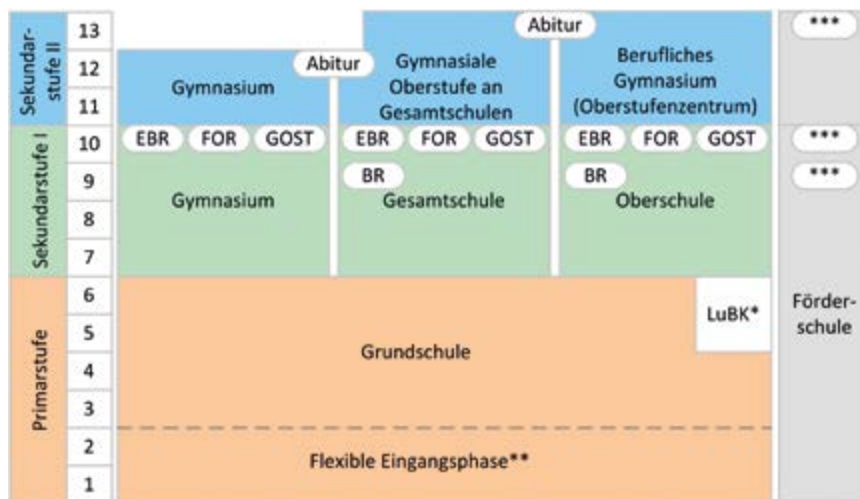 Sekundar-
stufe II
13
12
11
Abitur
Abitur
Gymnasium
Gymnasiale
Oberstufe an
Gesamtschulen
Berufliches
Gymnasium
(Oberstufenzentrum)
***
Sekundarstufe I
10
9
8
7
EBR FOR GOST
EBR FOR GOST
EBR FOR GOST
***
BR
BR
***
Gymnasium
Gesamtschule
Oberschule
Primarstufe
6
5
4
3
2
1
LuBK*
Grundschule
Flexible Eingangsphase**
Förder-
schule